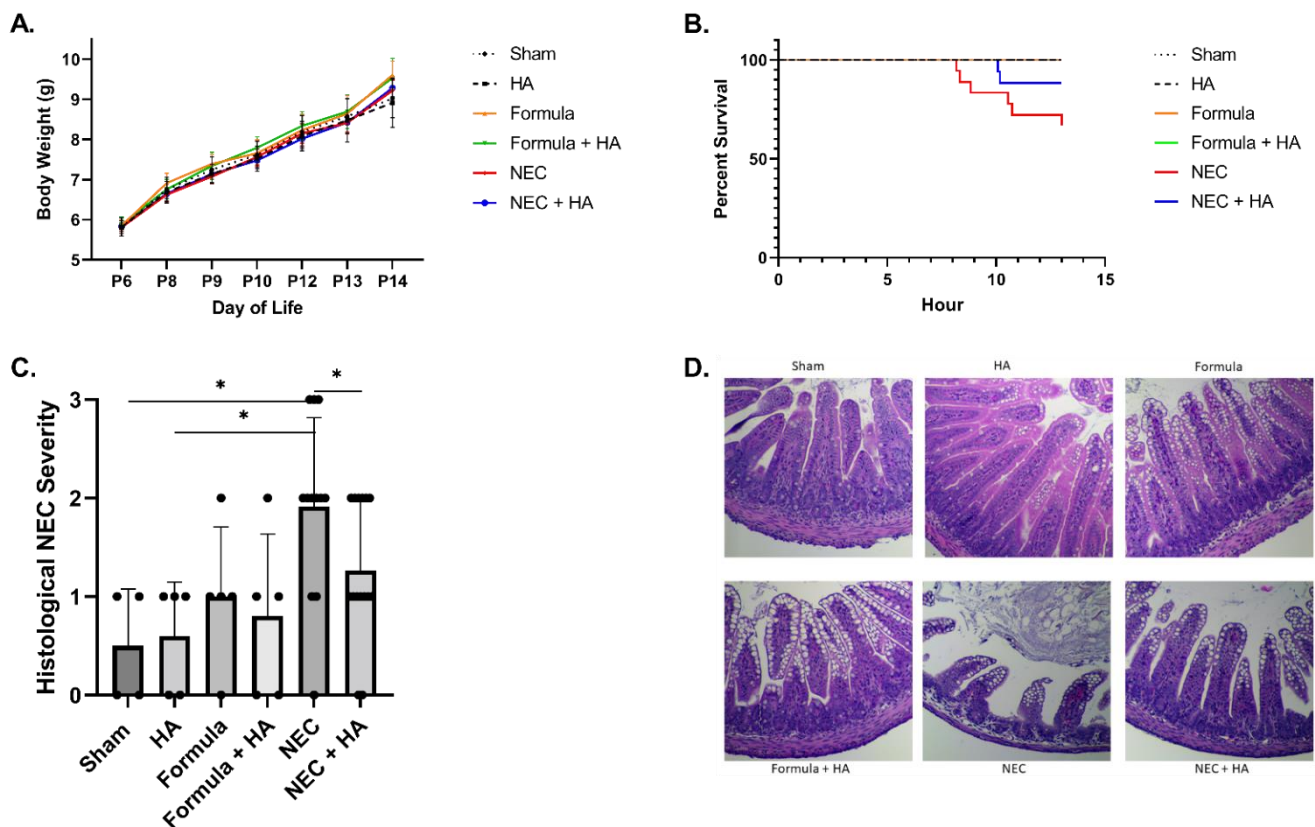 A.
10
9
8
7
6
5
Body Weight (g)
P6 P8 P9 P10 P12 P13 P14
Day of Life
Sham
HA
Formula
Formula + HA
NEC
NEC + HA
B.
100
50
0
Percent Survival
0 5 10 15
Hour
Sham
HA
Formula
Formula + HA
NEC
NEC + HA
C.
* *
*
3
2
1
0
Histological NEC Severity
Sham HA Formula Formula + HA NEC NEC + HA
D.
Sham HA Formula
Formula + HA NEC NEC + HA